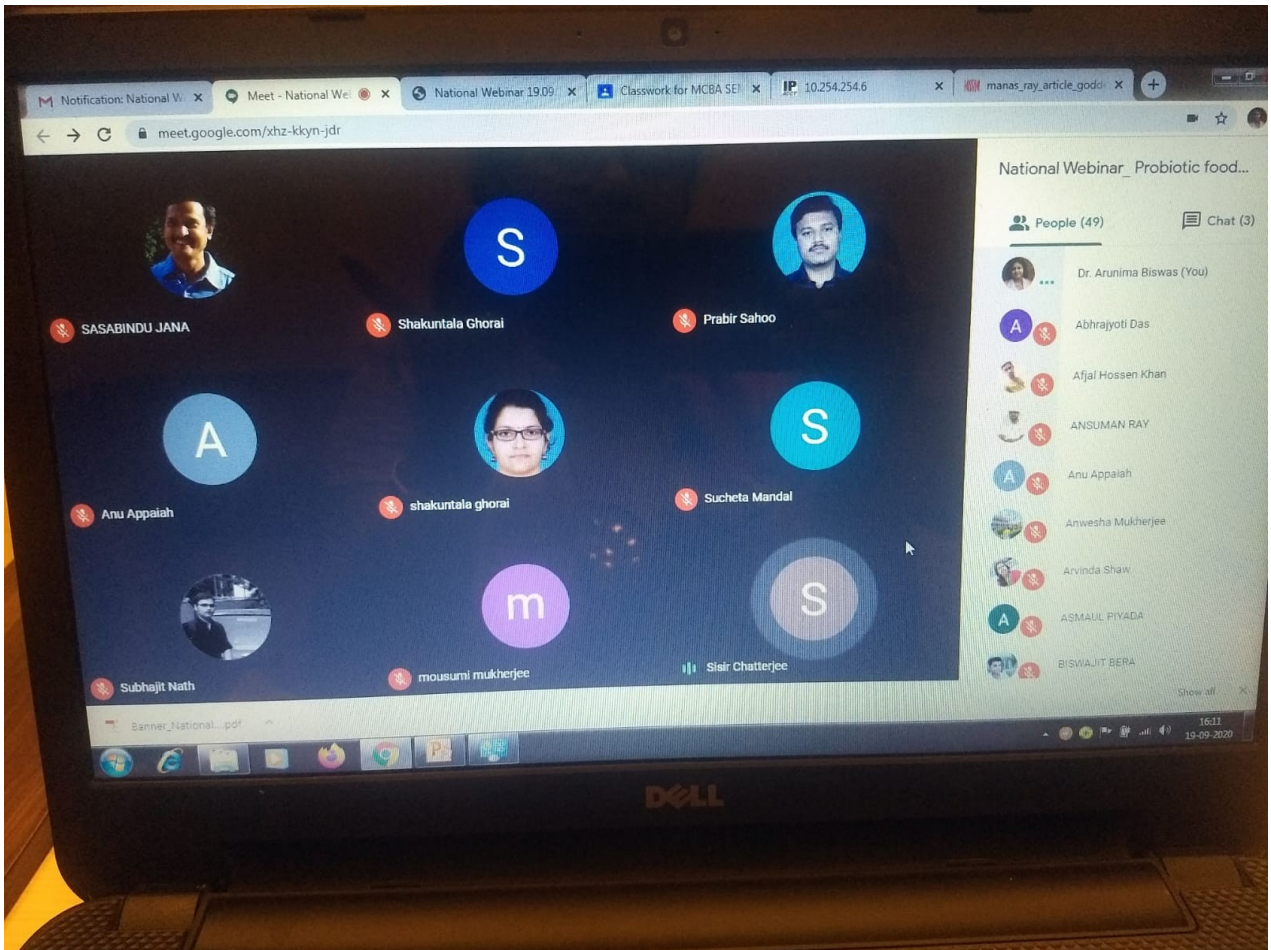 Notification: National W
Meet - National Wel
National Webinar 19.09.
Classwork for MCBA SEM
IP 10.254.254.6
manas_ray_article_godd
meet.google.com/xhz-kkyn-jdr
National Webinar_ Probiotic food...
People (49)
Chat (3)
SASABINDU JANA
S
Shakuntala Ghorai
Prabir Sahoo
A
Anu Appaiah
shakuntala ghorai
S
Sucheta Mandal
Subhajit Nath
m
mousumi mukherjee
S
Sisir Chatterjee
Dr. Arunima Biswas (You)
A
Abhrajyoti Das
Afjal Hossen Khan
ANSUMAN RAY
A
Anu Appaiah
Anwesha Mukherjee
Arvinda Shaw
A
ASMAUL PIYADA
BISWAJIT BERA
Banner_National....pdf
Show all
16:11
19-09-2020
DELL